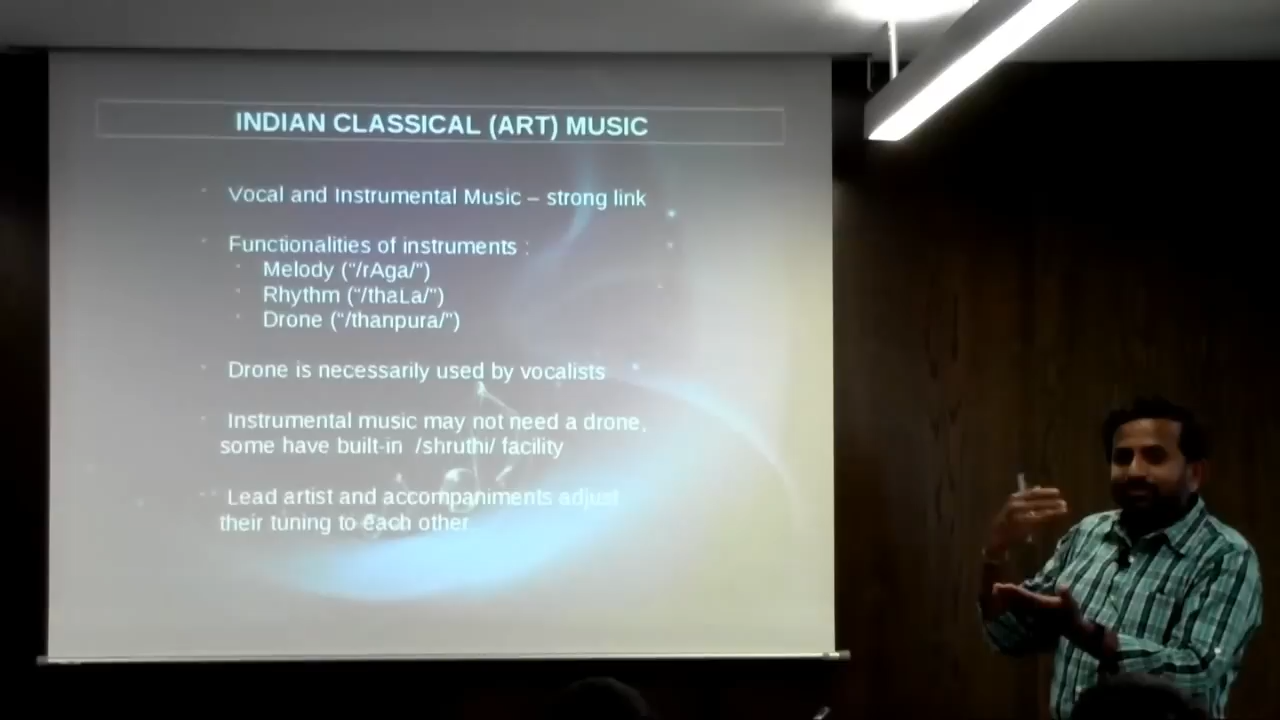 INDIAN CLASSICAL (ART) MUSIC
Vocal and Instrumental Music – strong link
Functionalities of instruments :
Melody ("/rAga/")
Rhythm ("/thaLa/")
Drone ("/thanpura/")
Drone is necessarily used by vocalists
Instrumental music may not need a drone,
some have built-in /shruthi/ facility
Lead artist and accompaniments adjust
their tuning to each other